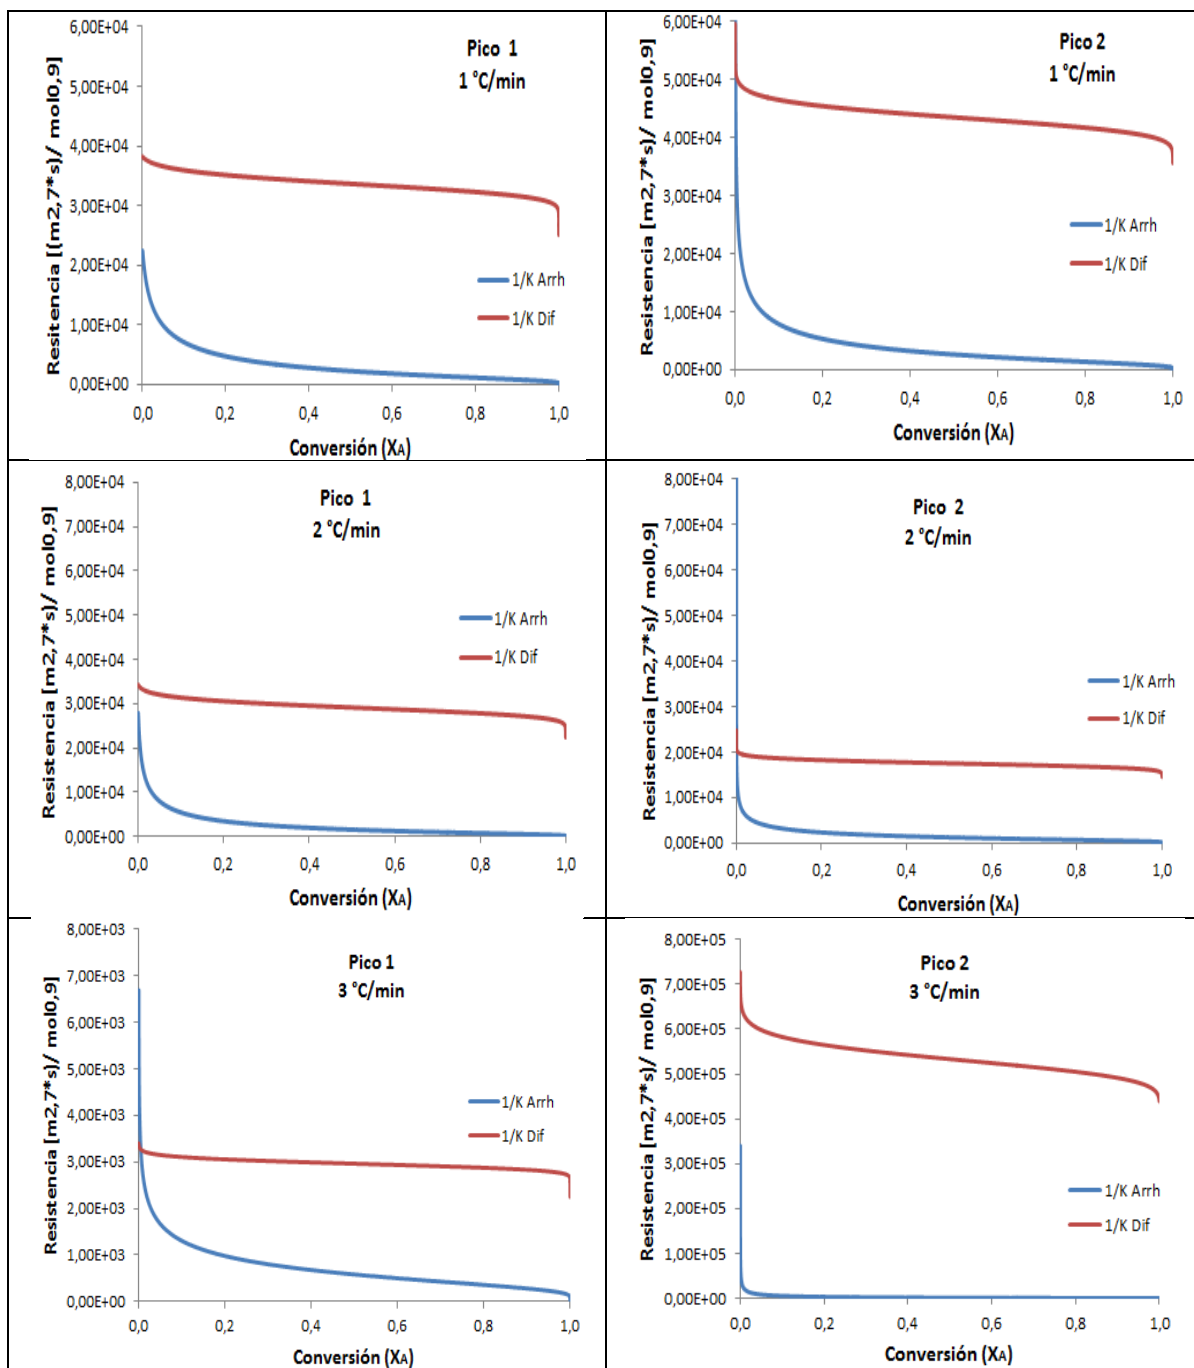 Resitencia [(m2,7*s)/ mol0,9]
6,00E+04
5,00E+04
4,00E+04
3,00E+04
2,00E+04
1,00E+04
0,00E+00
Pico 1
1 °C/min
1/K Arrh
1/K Dif
0,0 0,2 0,4 0,6 0,8 1,0
Conversión (XA)
Resistencia [m2,7*s)/ mol0,9]
6,00E+04
5,00E+04
4,00E+04
3,00E+04
2,00E+04
1,00E+04
0,00E+00
Pico 2
1 °C/min
1/K Arrh
1/K Dif
0,0 0,2 0,4 0,6 0,8 1,0
Conversión (XA)
Resistencia [m2,7*s)/ mol0,9]
8,00E+04
7,00E+04
6,00E+04
5,00E+04
4,00E+04
3,00E+04
2,00E+04
1,00E+04
0,00E+00
Pico 1
2 °C/min
1/K Arrh
1/K Dif
0,0 0,2 0,4 0,6 0,8 1,0
Conversión (XA)
Resistencia [m2,7*s)/ mol0,9]
8,00E+04
7,00E+04
6,00E+04
5,00E+04
4,00E+04
3,00E+04
2,00E+04
1,00E+04
0,00E+00
Pico 2
2 °C/min
1/K Arrh
1/K Dif
0,0 0,2 0,4 0,6 0,8 1,0
Conversión (XA)
Resistencia [m2,7*s)/ mol0,9]
8,00E+03
7,00E+03
6,00E+03
5,00E+03
4,00E+03
3,00E+03
2,00E+03
1,00E+03
0,00E+00
Pico 1
3 °C/min
1/K Arrh
1/K Dif
0,0 0,2 0,4 0,6 0,8 1,0
Conversión (XA)
Resistencia [m2,7*s)/ mol0,9]
8,00E+05
7,00E+05
6,00E+05
5,00E+05
4,00E+05
3,00E+05
2,00E+05
1,00E+05
0,00E+00
Pico 2
3 °C/min
1/K Arrh
1/K Dif
0,0 0,2 0,4 0,6 0,8 1,0
Conversión (XA)